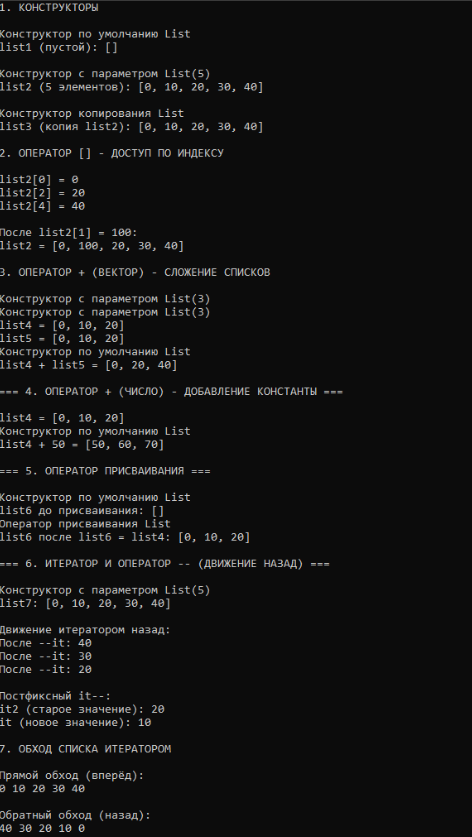 1. КОНСТРУКТОРЫ
Конструктор по умолчанию List
list1 (пустой): []
Конструктор с параметром List(5)
list2 (5 элементов): [0, 10, 20, 30, 40]
Конструктор копирования List
list3 (копия list2): [0, 10, 20, 30, 40]
2. ОПЕРАТОР [] - ДОСТУП ПО ИНДЕКСУ
list2[0] = 0
list2[2] = 20
list2[4] = 40
После list2[1] = 100:
list2 = [0, 100, 20, 30, 40]
3. ОПЕРАТОР + (ВЕКТОР) - СЛОЖЕНИЕ СПИСКОВ
Конструктор с параметром List(3)
Конструктор с параметром List(3)
list4 = [0, 10, 20]
list5 = [0, 10, 20]
Конструктор по умолчанию List
list4 + list5 = [0, 20, 40]
=== 4. ОПЕРАТОР + (ЧИСЛО) - ДОБАВЛЕНИЕ КОНСТАНТЫ ===
list4 = [0, 10, 20]
Конструктор по умолчанию List
list4 + 50 = [50, 60, 70]
=== 5. ОПЕРАТОР ПРИСВАИВАНИЯ ===
Конструктор по умолчанию List
list6 до присваивания: []
Оператор присваивания List
list6 после list6 = list4: [0, 10, 20]
=== 6. ИТЕРАТОР И ОПЕРАТОР -- (ДВИЖЕНИЕ НАЗАД) ===
Конструктор с параметром List(5)
list7: [0, 10, 20, 30, 40]
Движение итератором назад:
После --it: 40
После --it: 30
После --it: 20
Постфиксный it--:
it2 (старое значение): 20
it (новое значение): 10
7. ОБХОД СПИСКА ИТЕРАТОРОМ
Прямой обход (вперёд):
0 10 20 30 40
Обратный обход (назад):
40 30 20 10 0